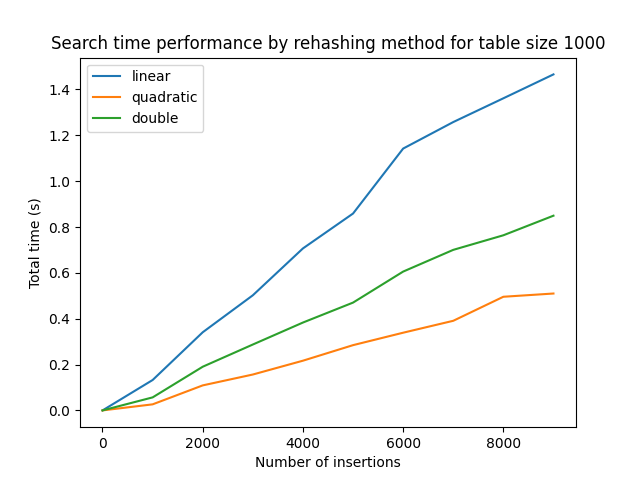 Search time performance by rehashing method for table size 1000
linear
quadratic
double
1.4
1.2
1.0
0.8
0.6
0.4
0.2
0.0
Total time (s)
0 2000 4000 6000 8000
Number of insertions